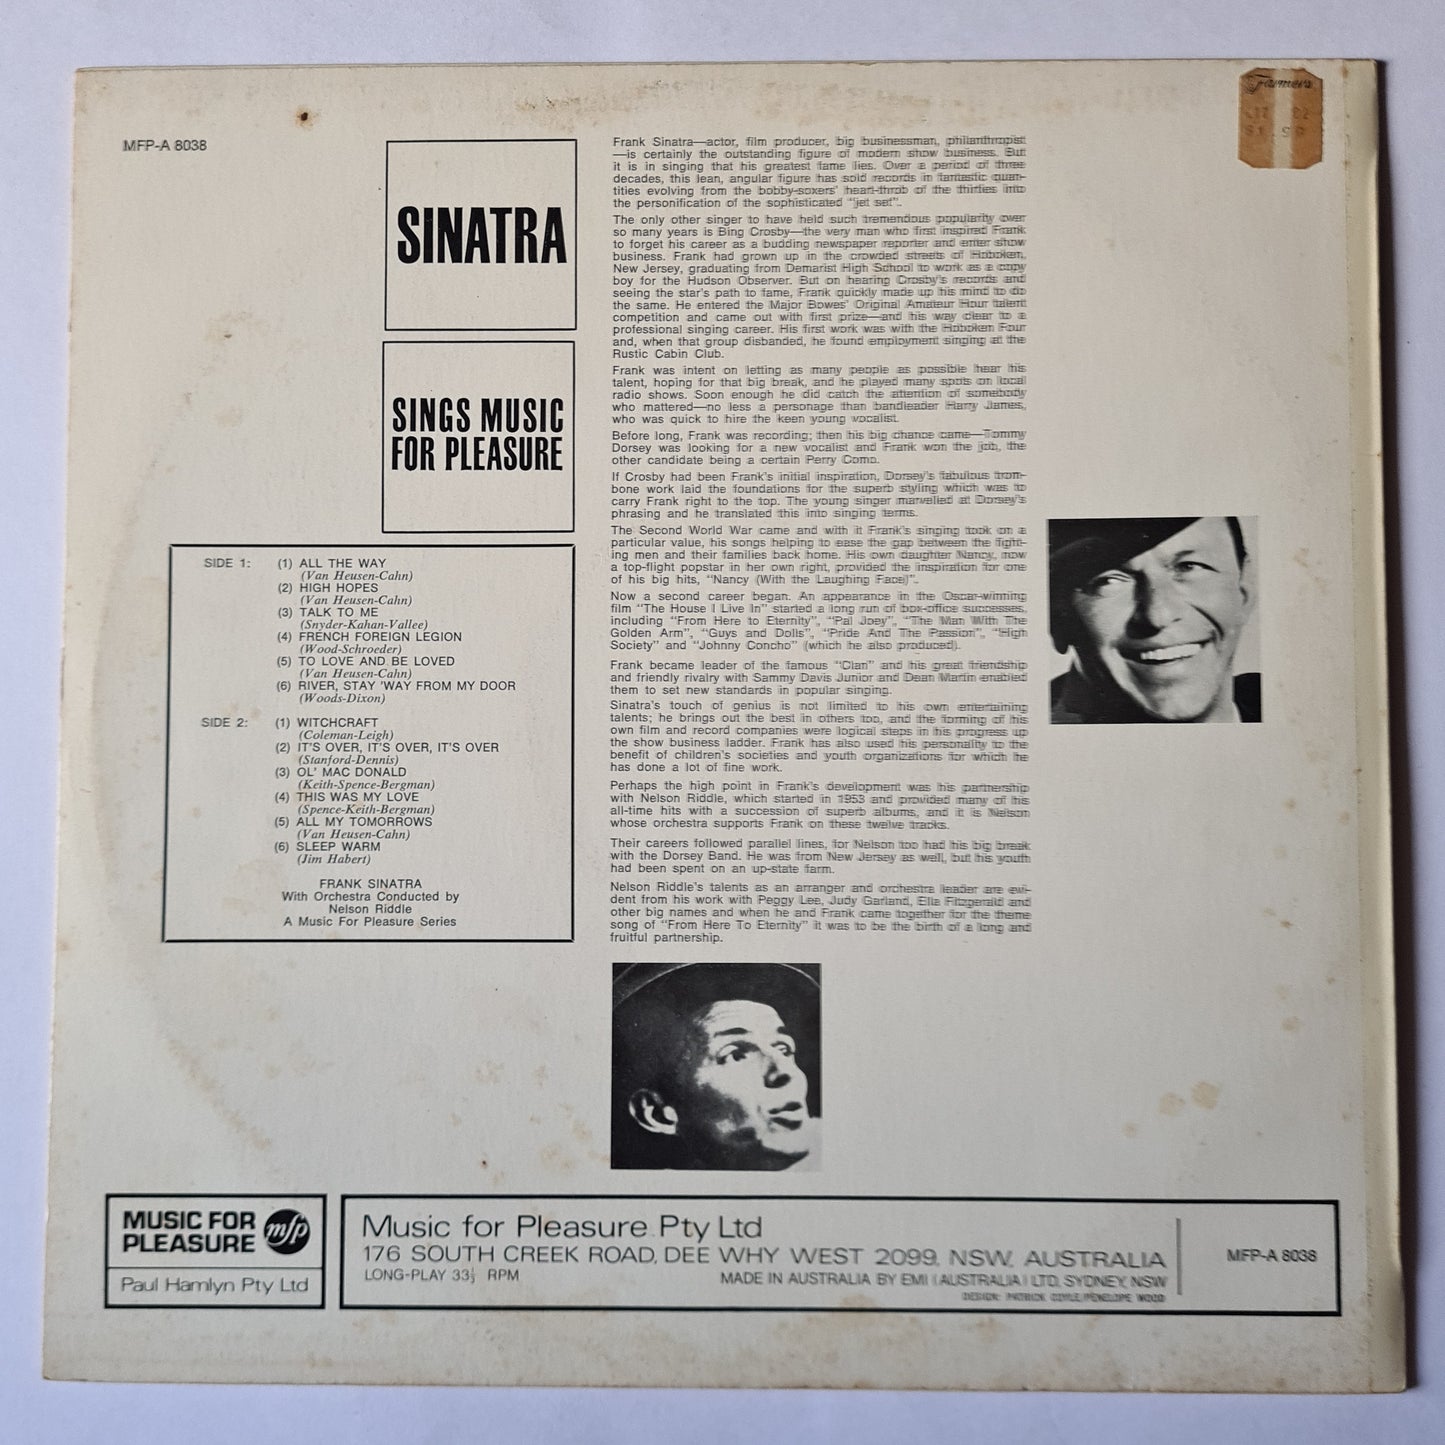 MFP-A 8038
SINATRA
SINGS MUSIC
FOR PLEASURE
SIDE 1: (1) ALL THE WAY
(Van Heusen-Cahn)
(2) HIGH HOPES
(Van Heusen-Cahn)
(3) TALK TO ME
(Snyder-Kahan-Vallee)
(4) FRENCH FOREIGN LEGION
(Wood-Schroeder)
(5) TO LOVE AND BE LOVED
(Van Heusen-Cahn)
(6) RIVER, STAY 'WAY FROM MY DOOR
(Woods-Dixon)
SIDE 2: (1) WITCHCRAFT
(Coleman-Leigh)
(2) IT'S OVER, IT'S OVER, IT'S OVER
(Stanford-Dennis)
(3) OL' MAC DONALD
(Keith-Spence-Bergman)
(4) THIS WAS MY LOVE
(Spence-Keith-Bergman)
(5) ALL MY TOMORROWS
(Van Heusen-Cahn)
(6) SLEEP WARM
(Jim Habert)
FRANK SINATRA
With Orchestra Conducted by
Nelson Riddle
A Music For Pleasure Series
Frank Sinatra—actor, film producer, big businessman, philanthropist
—is certainly the outstanding figure of modern show business. But
it is in singing that his greatest fame lies. Over a period of three
decades, this lean, angular figure has sold records in fantastic quan-
tities evolving from the bobby-soxers' heart-throb of the thirties into
the personification of the sophisticated "jet set".
The only other singer to have held such tremendous popularity over
so many years is Bing Crosby—the very man who first inspired Frank
to forget his career as a budding newspaper reporter and enter show
business. Frank had grown up in the crowded streets of Hoboken,
New Jersey, graduating from Demarist High School to work as a copy
boy for the Hudson Observer. But on hearing Crosby's records and
seeing the star's path to fame, Frank quickly made up his mind to do
the same. He entered the Major Bowes' Original Amateur Hour talent
competition and came out with first prize—and his way clear to a
professional singing career. His first work was with the Hoboken Four
and, when that group disbanded, he found employment singing at the
Rustic Cabin Club.
Frank was intent on letting as many people as possible hear his
talent, hoping for that big break, and he played many spots on local
radio shows. Soon enough he did catch the attention of somebody
who mattered—no less a personage than bandleader Harry James,
who was quick to hire the keen young vocalist.
Before long, Frank was recording; then his big chance came—Tommy
Dorsey was looking for a new vocalist and Frank won the job, the
other candidate being a certain Perry Como.
If Crosby had been Frank's initial inspiration, Dorsey's fabulous trom-
bone work laid the foundations for the superb styling which was to
carry Frank right to the top. The young singer marvelled at Dorsey's
phrasing and he translated this into singing terms.
The Second World War came and with it Frank's singing took on a
particular value, his songs helping to ease the gap between the fight-
ing men and their families back home. His own daughter Nancy, now
a top-flight popstar in her own right, provided the inspiration for one
of his big hits, "Nancy (With the Laughing Face)".
Now a second career began. An appearance in the Oscar-winning
film "The House I Live In" started a long run of box-office successes,
including "From Here to Eternity", "Pal Joey", "The Man With The
Golden Arm", "Guys and Dolls", "Pride And The Passion", "High
Society" and "Johnny Concho" (which he also produced).
Frank became leader of the famous "Clan" and his great friendship
and friendly rivalry with Sammy Davis Junior and Dean Martin enabled
them to set new standards in popular singing.
Sinatra's touch of genius is not limited to his own entertaining
talents; he brings out the best in others too, and the forming of his
own film and record companies were logical steps in his progress up
the show business ladder. Frank has also used his personality to the
benefit of children's societies and youth organizations for which he
has done a lot of fine work.
Perhaps the high point in Frank's development was his partnership
with Nelson Riddle, which started in 1953 and provided many of his
all-time hits with a succession of superb albums, and it is Nelson
whose orchestra supports Frank on these twelve tracks.
Their careers followed parallel lines, for Nelson too had his big break
with the Dorsey Band. He was from New Jersey as well, but his youth
had been spent on an up-state farm.
Nelson Riddle's talents as an arranger and orchestra leader are evi-
dent from his work with Peggy Lee, Judy Garland, Ella Fitzgerald and
other big names and when he and Frank came together for the theme
song of "From Here To Eternity" it was to be the birth of a long and
fruitful partnership.
Farmers
MUSIC FOR
PLEASURE
mfp
Paul Hamlyn Pty Ltd
Music for Pleasure Pty Ltd
176 SOUTH CREEK ROAD, DEE WHY WEST 2099, NSW, AUSTRALIA
LONG-PLAY 33⅓ RPM
MADE IN AUSTRALIA BY EMI (AUSTRALIA) LTD, SYDNEY, NSW
DESIGN: PATRICK COYLE/PENELOPE WOOD
MFP-A 8038